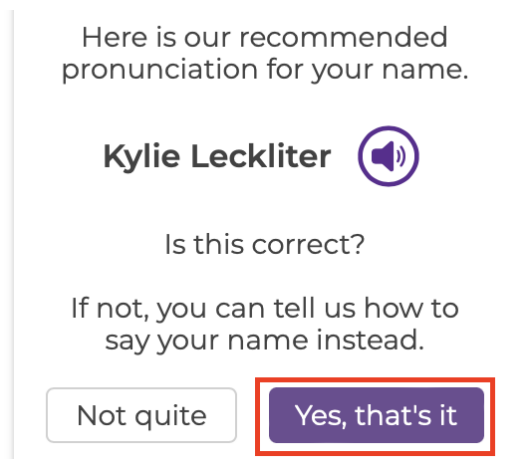 Here is our recommended
pronunciation for your name.
Kylie Leckliter
Is this correct?
If not, you can tell us how to
say your name instead.
Not quite
Yes, that's it